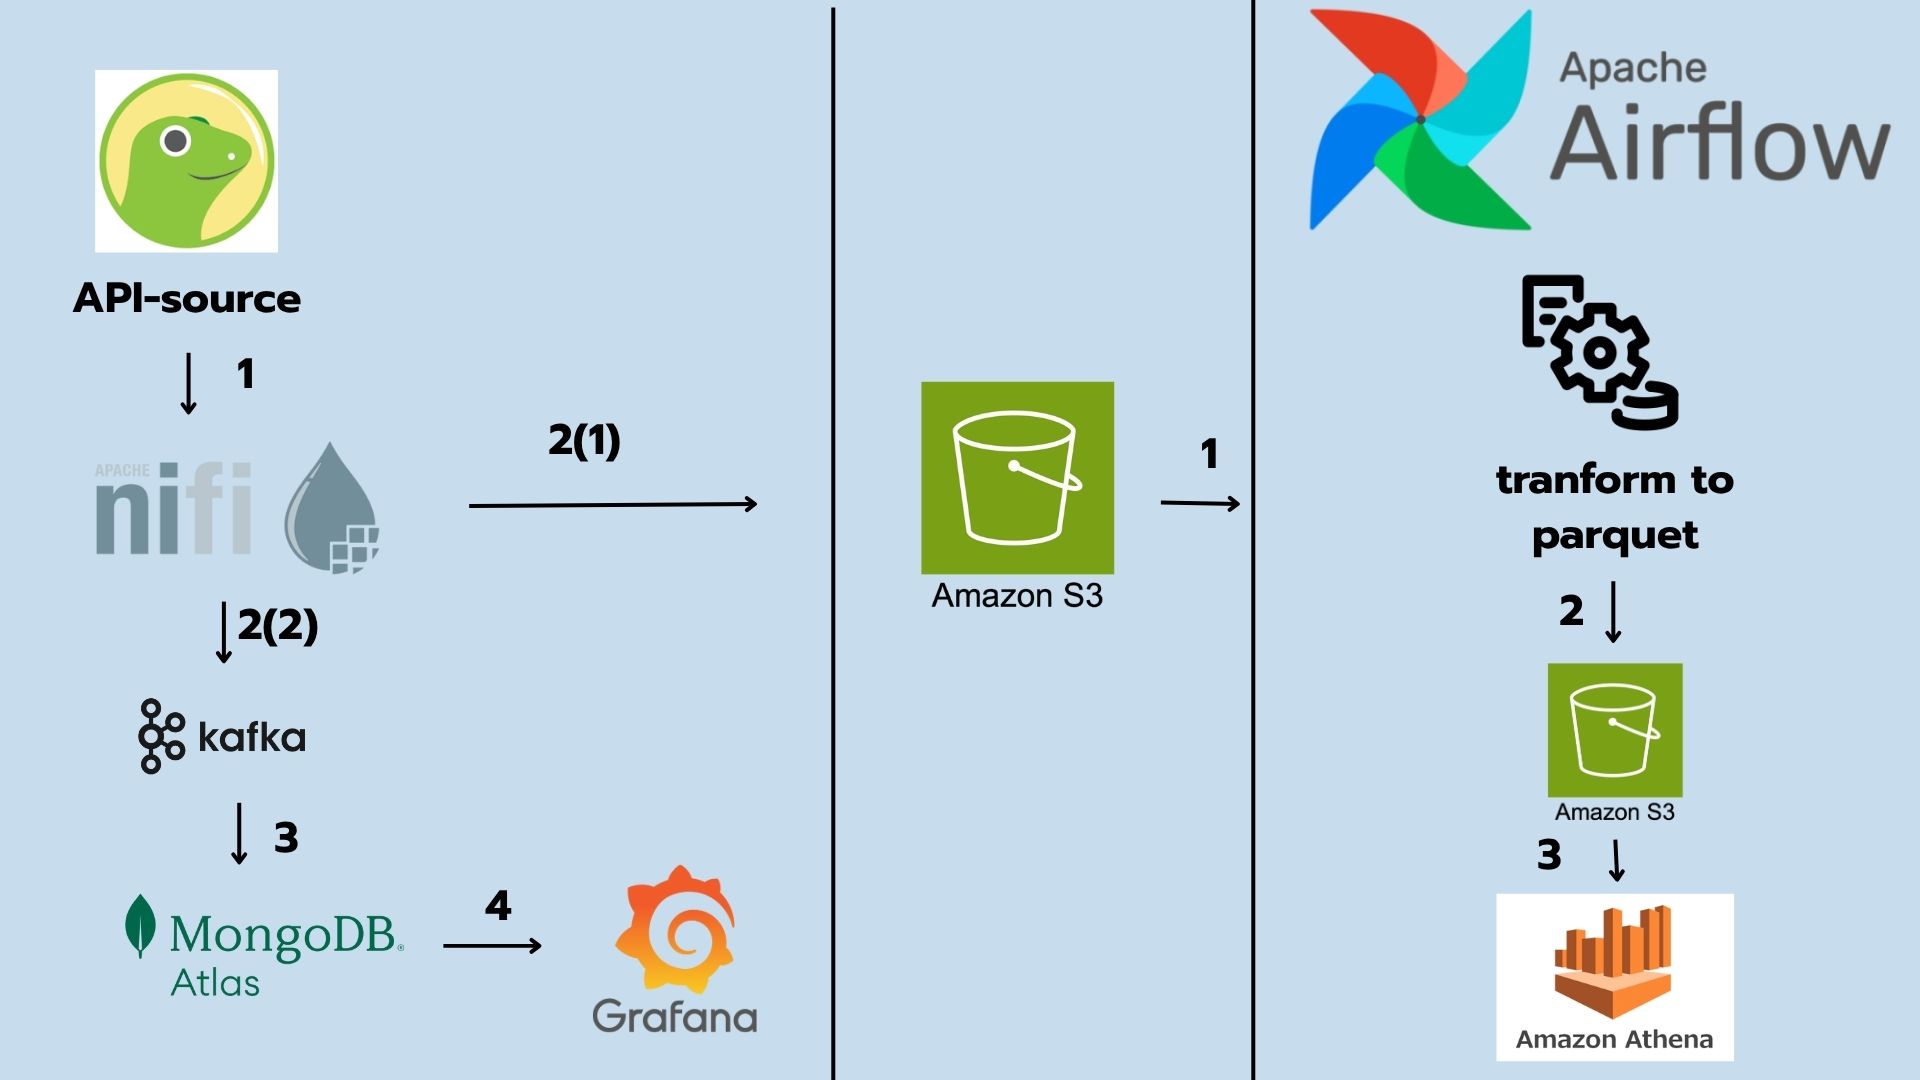 API-source
1
APACHE
nifi
2(1)
2(2)
kafka
3
MongoDB®
Atlas
4
Grafana
Amazon S3
1
Apache
Airflow
tranform to
parquet
2
Amazon S3
3
Amazon Athena